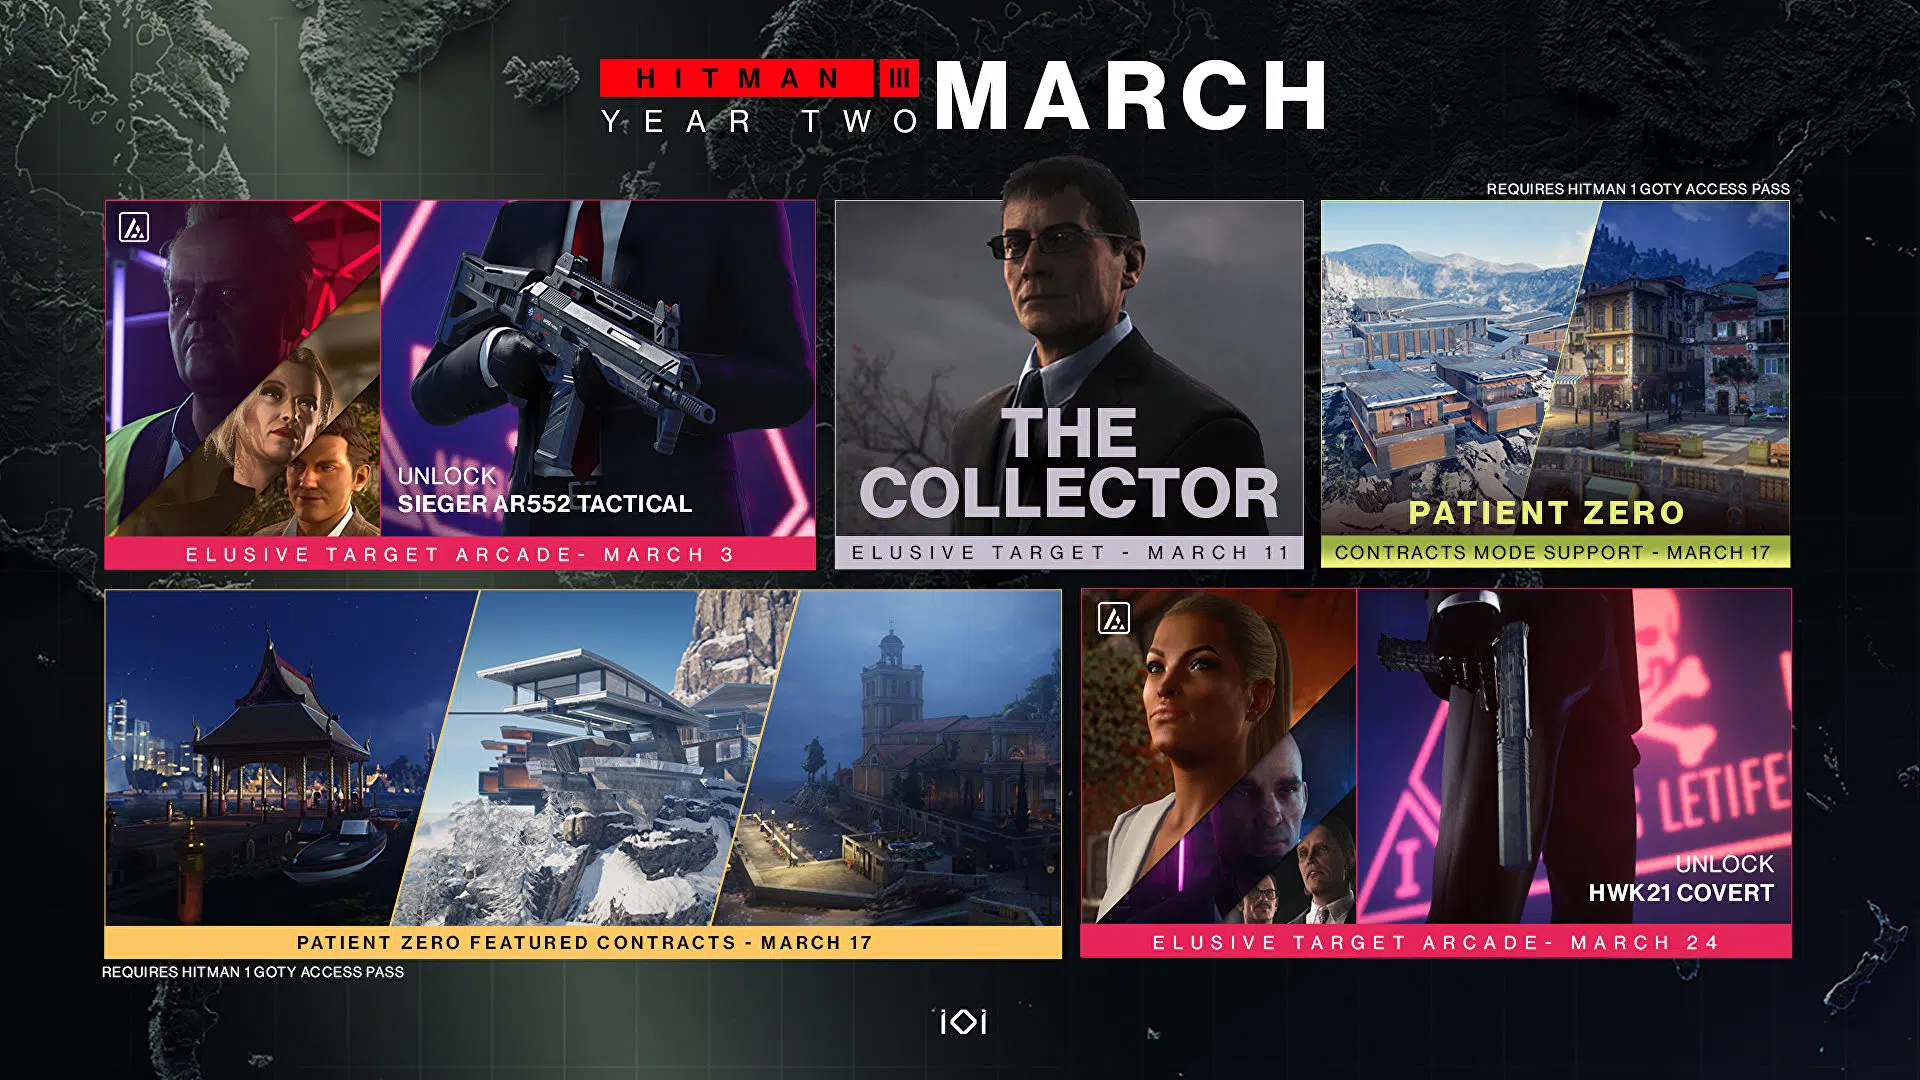 HITMAN III
YEAR TWO
MARCH
REQUIRES HITMAN 1 GOTY ACCESS PASS
UNLOCK
SIEGER AR552 TACTICAL
ELUSIVE TARGET ARCADE- MARCH 3
THE
COLLECTOR
ELUSIVE TARGET - MARCH 11
PATIENT ZERO
CONTRACTS MODE SUPPORT - MARCH 17
PATIENT ZERO FEATURED CONTRACTS - MARCH 17
REQUIRES HITMAN 1 GOTY ACCESS PASS
LETIFE
UNLOCK
HWK21 COVERT
ELUSIVE TARGET ARCADE- MARCH 24
IOI